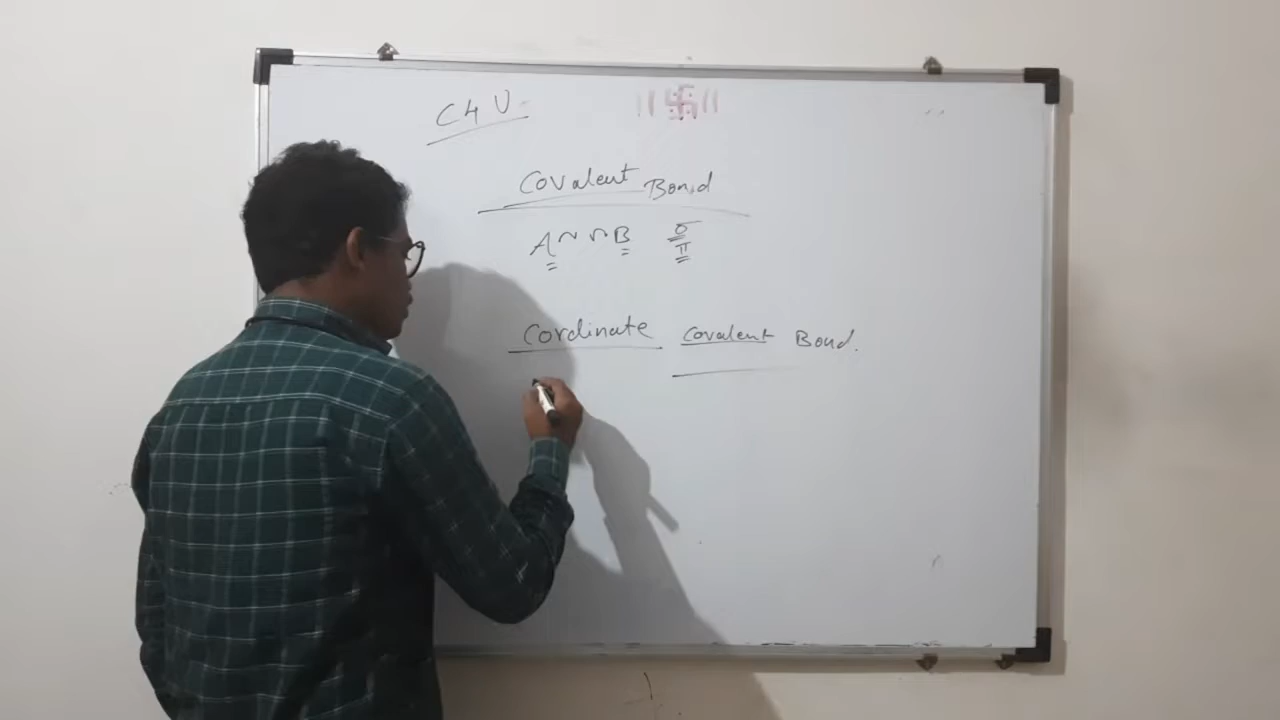 C4U
Covalent Bond
A ~ ~ B σ
π
Cordinate Covalent Bond.